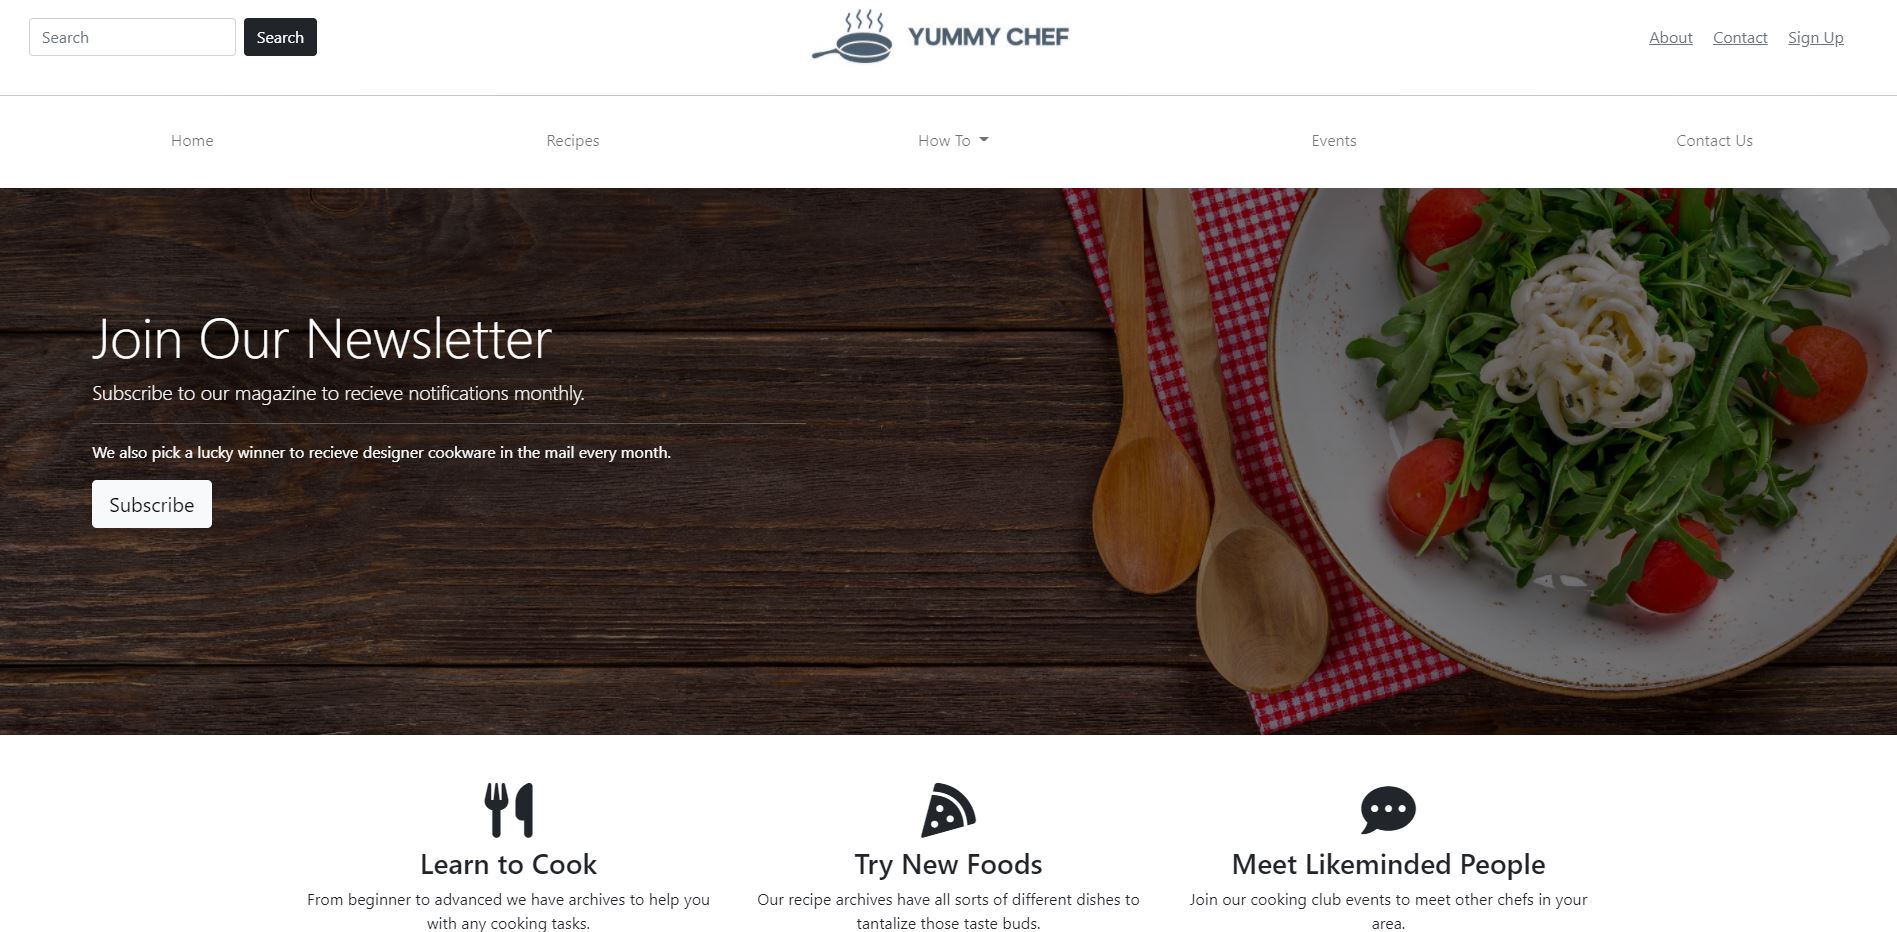 Search
Search
YUMMY CHEF
About
Contact
Sign Up
Home
Recipes
How To
Events
Contact Us
Join Our Newsletter
Subscribe to our magazine to recieve notifications monthly.
We also pick a lucky winner to recieve designer cookware in the mail every month.
Subscribe
Learn to Cook
From beginner to advanced we have archives to help you
with any cooking tasks.
Try New Foods
Our recipe archives have all sorts of different dishes to
tantalize those taste buds.
Meet Likeminded People
Join our cooking club events to meet other chefs in your
area.